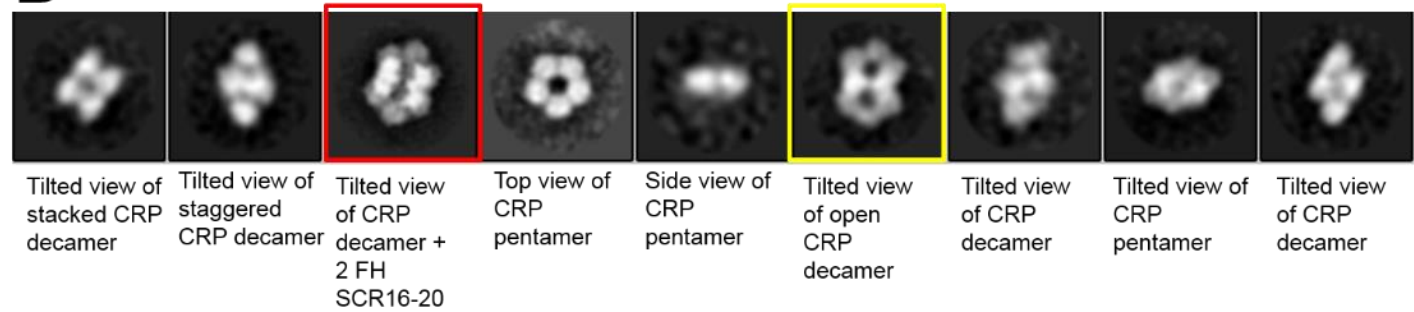 Tilted view of
stacked CRP
decamer
Tilted view of
staggered
CRP decamer
Tilted view
of CRP
decamer +
2 FH
SCR16-20
Top view of
CRP
pentamer
Side view of
CRP
pentamer
Tilted view
of open
CRP
decamer
Tilted view
of CRP
decamer
Tilted view of
CRP
pentamer
Tilted view
of CRP
decamer